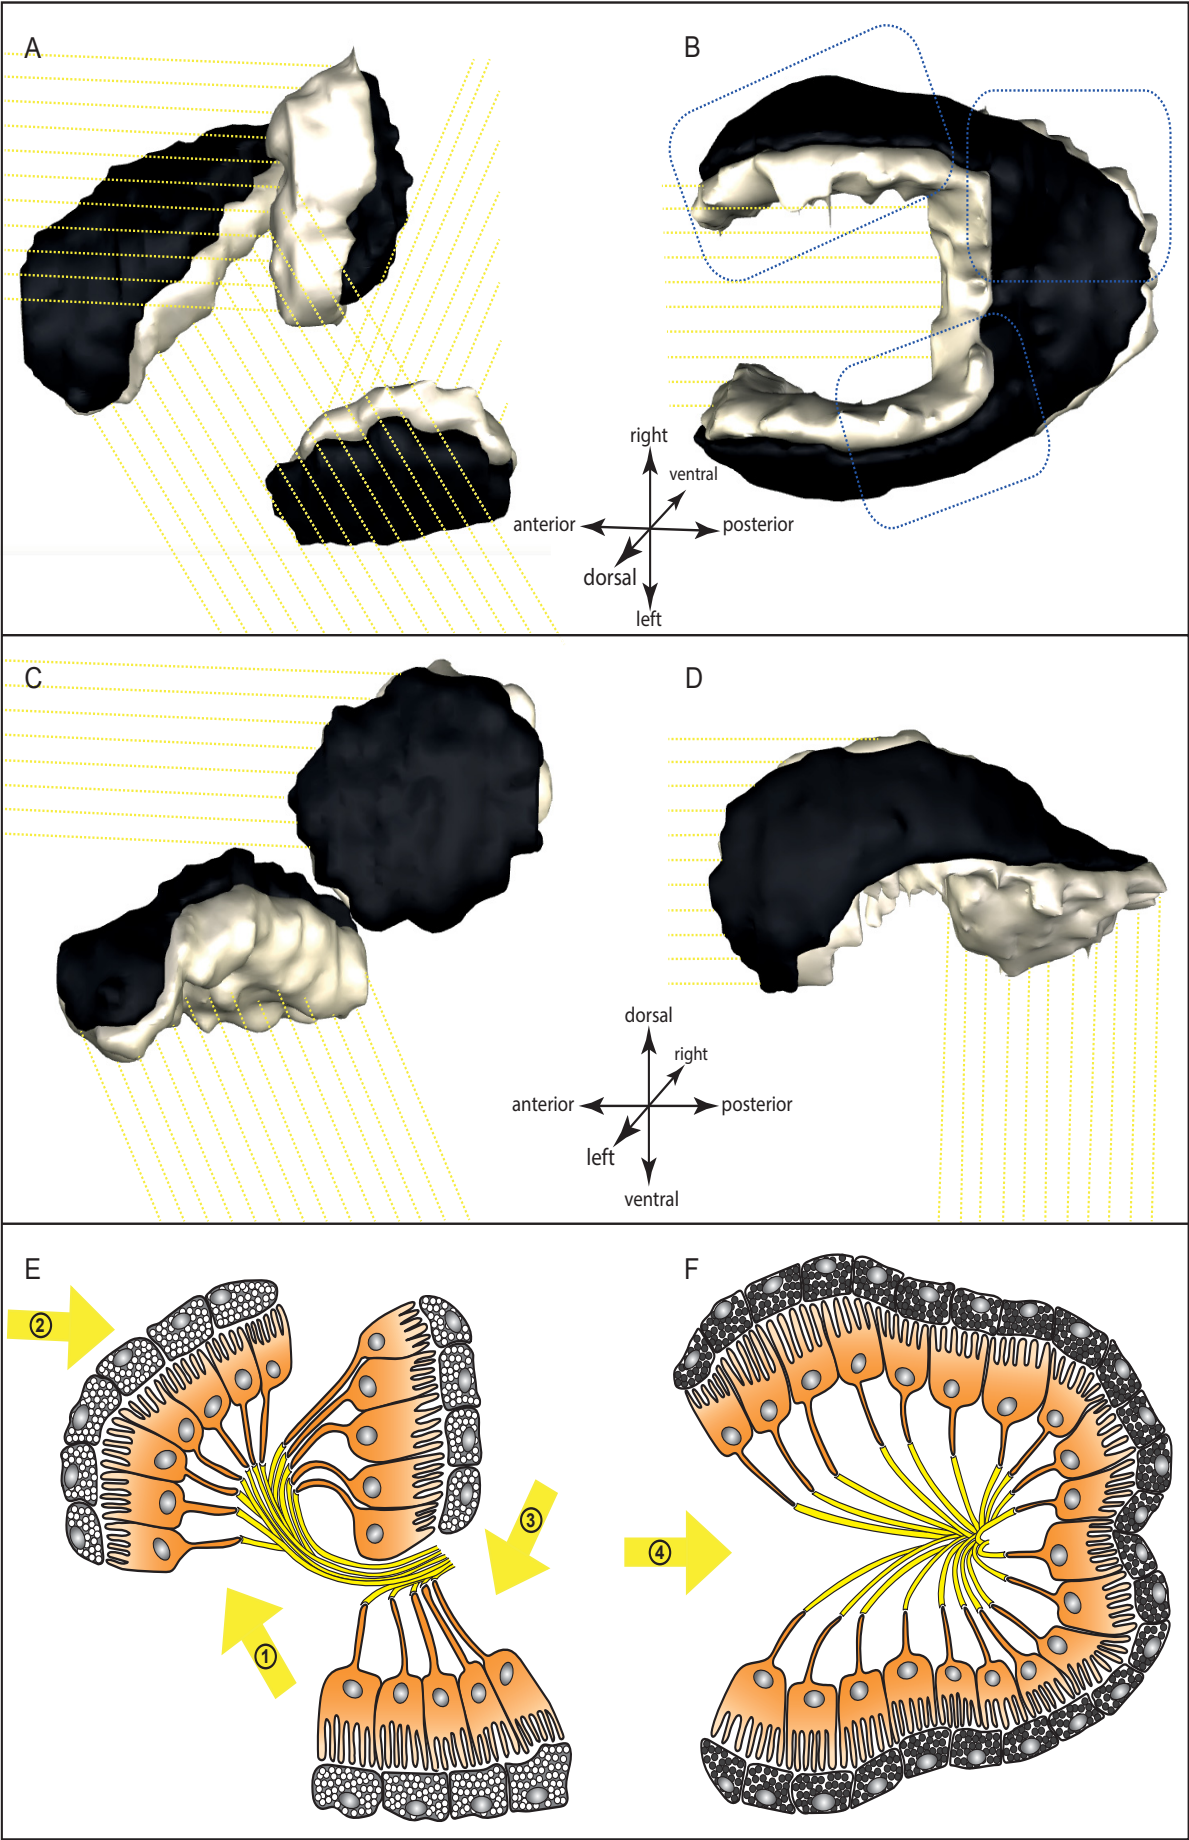 A
B
right
ventral
anterior
posterior
dorsal
left
C
D
dorsal
right
anterior
posterior
left
ventral
E
F
2
3
4
1